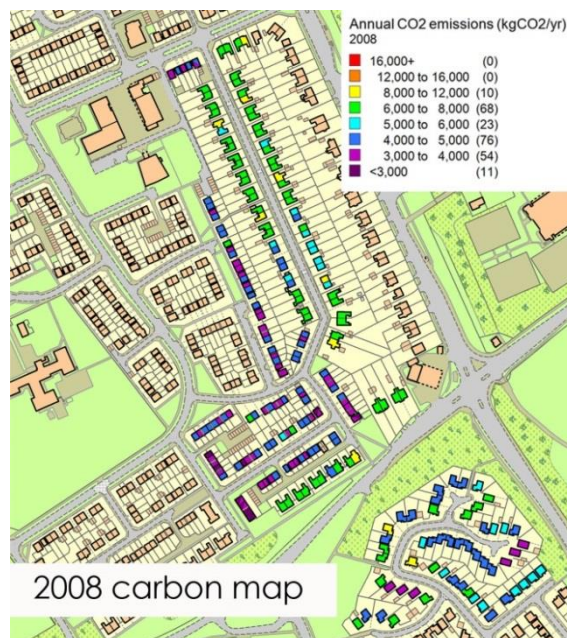 Annual CO2 emissions (kgCO2/yr)
2008
16,000+ (0)
12,000 to 16,000 (0)
8,000 to 12,000 (10)
6,000 to 8,000 (68)
5,000 to 6,000 (23)
4,000 to 5,000 (76)
3,000 to 4,000 (54)
<3,000 (11)
2008 carbon map